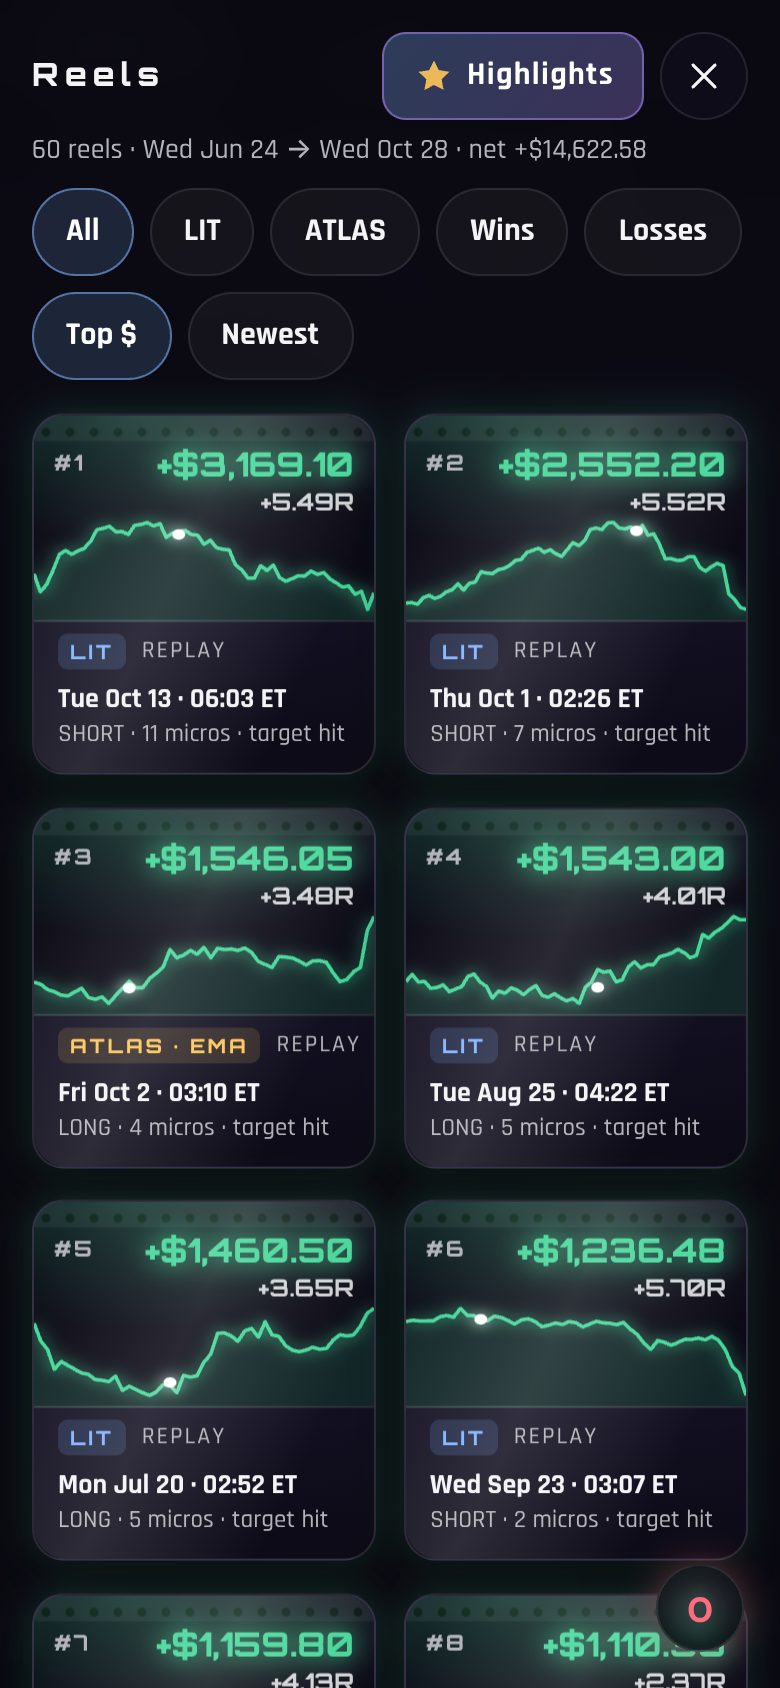 Reels
★ Highlights
60 reels · Wed Jun 24 → Wed Oct 28 · net +$14,622.58
All LIT ATLAS Wins Losses
Top $ Newest
#1 +$3,169.10
+5.49R
LIT REPLAY
Tue Oct 13 · 06:03 ET
SHORT · 11 micros · target hit
#2 +$2,552.20
+5.52R
LIT REPLAY
Thu Oct 1 · 02:26 ET
SHORT · 7 micros · target hit
#3 +$1,546.05
+3.48R
ATLAS · EMA REPLAY
Fri Oct 2 · 03:10 ET
LONG · 4 micros · target hit
#4 +$1,543.00
+4.01R
LIT REPLAY
Tue Aug 25 · 04:22 ET
LONG · 5 micros · target hit
#5 +$1,460.50
+3.65R
LIT REPLAY
Mon Jul 20 · 02:52 ET
LONG · 5 micros · target hit
#6 +$1,236.48
+5.70R
LIT REPLAY
Wed Sep 23 · 03:07 ET
SHORT · 2 micros · target hit
#7 +$1,159.80
+4.13R
#8
+2.37R
O